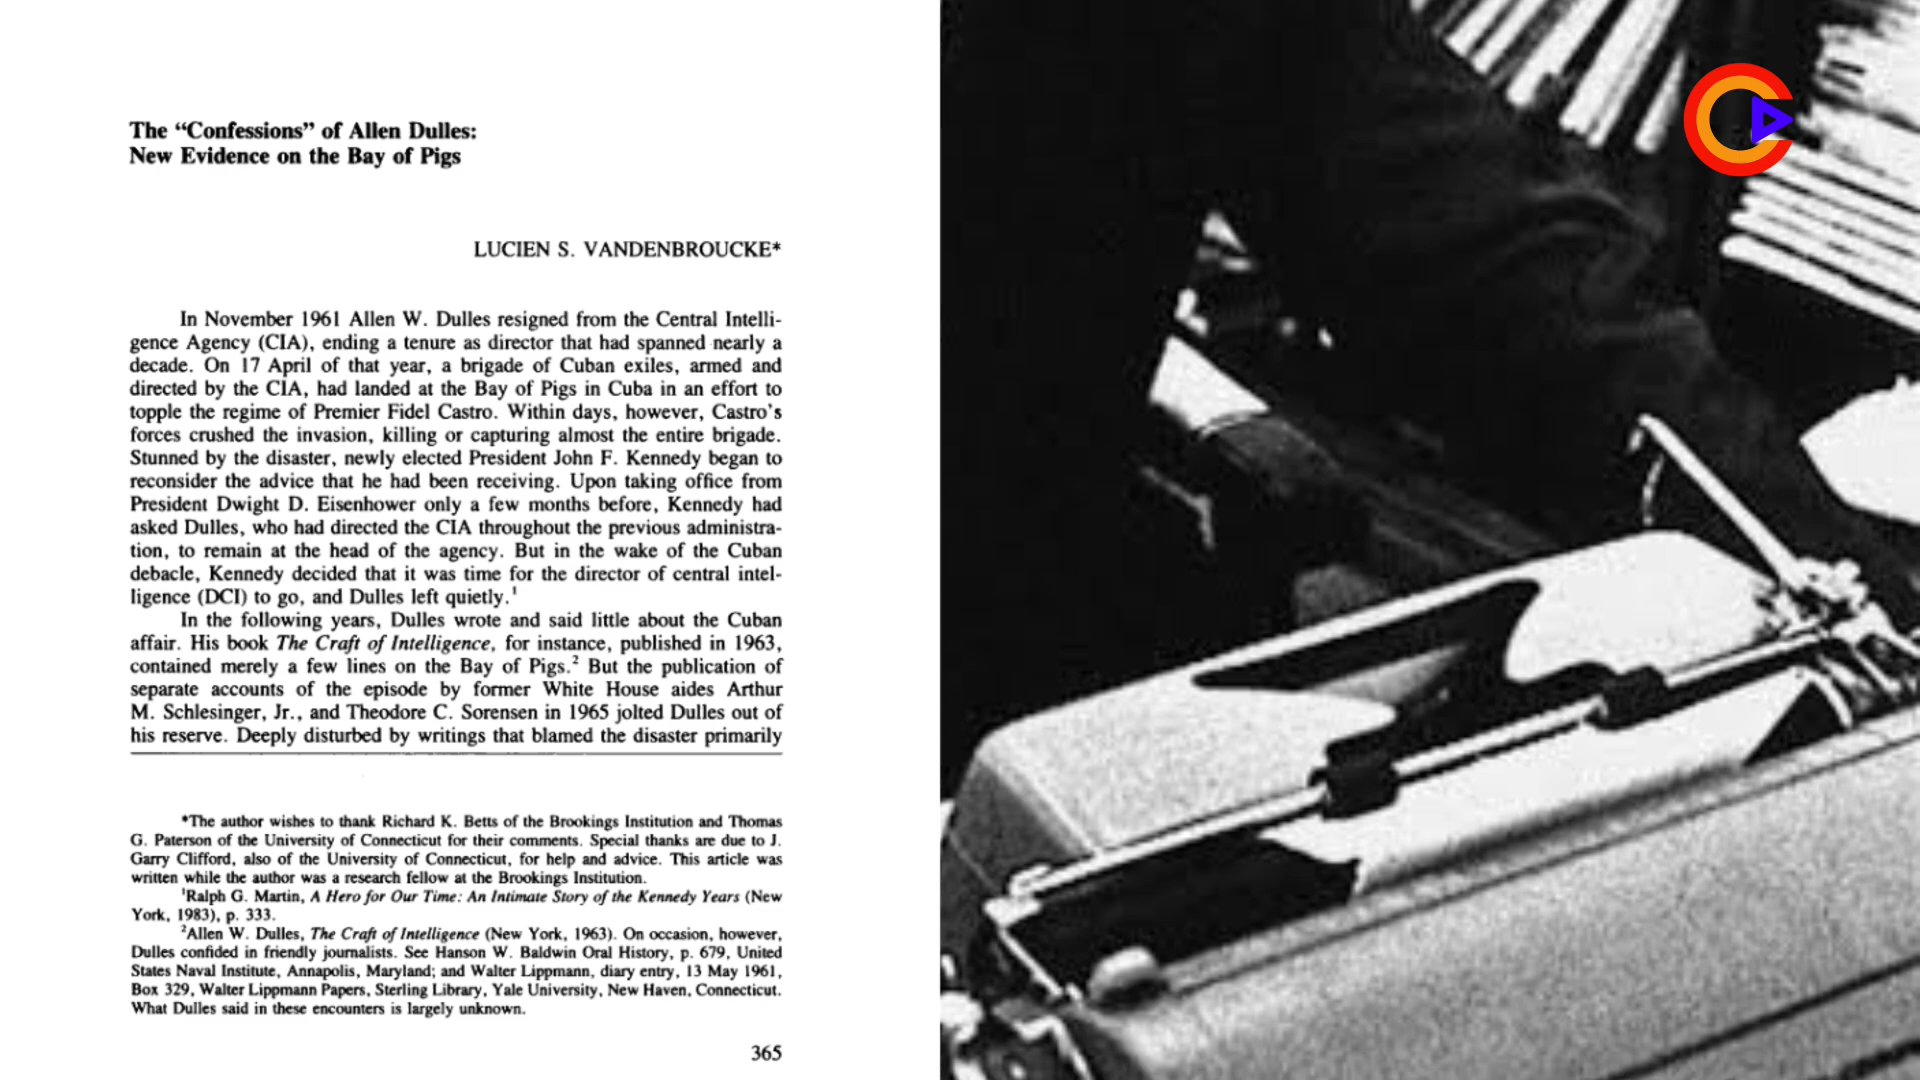 The “Confessions” of Allen Dulles:
New Evidence on the Bay of Pigs
LUCIEN S. VANDENBROUCKE*
In November 1961 Allen W. Dulles resigned from the Central Intelli-
gence Agency (CIA), ending a tenure as director that had spanned nearly a
decade. On 17 April of that year, a brigade of Cuban exiles, armed and
directed by the CIA, had landed at the Bay of Pigs in Cuba in an effort to
topple the regime of Premier Fidel Castro. Within days, however, Castro's
forces crushed the invasion, killing or capturing almost the entire brigade.
Stunned by the disaster, newly elected President John F. Kennedy began to
reconsider the advice that he had been receiving. Upon taking office from
President Dwight D. Eisenhower only a few months before, Kennedy had
asked Dulles, who had directed the CIA throughout the previous administra-
tion, to remain at the head of the agency. But in the wake of the Cuban
debacle, Kennedy decided that it was time for the director of central intel-
ligence (DCI) to go, and Dulles left quietly.¹
In the following years, Dulles wrote and said little about the Cuban
affair. His book The Craft of Intelligence, for instance, published in 1963,
contained merely a few lines on the Bay of Pigs.² But the publication of
separate accounts of the episode by former White House aides Arthur
M. Schlesinger, Jr., and Theodore C. Sorensen in 1965 jolted Dulles out of
his reserve. Deeply disturbed by writings that blamed the disaster primarily
*The author wishes to thank Richard K. Betts of the Brookings Institution and Thomas
G. Paterson of the University of Connecticut for their comments. Special thanks are due to J.
Garry Clifford, also of the University of Connecticut, for help and advice. This article was
written while the author was a research fellow at the Brookings Institution.
¹Ralph G. Martin, A Hero for Our Time: An Intimate Story of the Kennedy Years (New
York, 1983), p. 333.
²Allen W. Dulles, The Craft of Intelligence (New York, 1963). On occasion, however,
Dulles confided in friendly journalists. See Hanson W. Baldwin Oral History, p. 679, United
States Naval Institute, Annapolis, Maryland; and Walter Lippmann, diary entry, 13 May 1961,
Box 329, Walter Lippmann Papers, Sterling Library, Yale University, New Haven, Connecticut.
What Dulles said in these encounters is largely unknown.
365